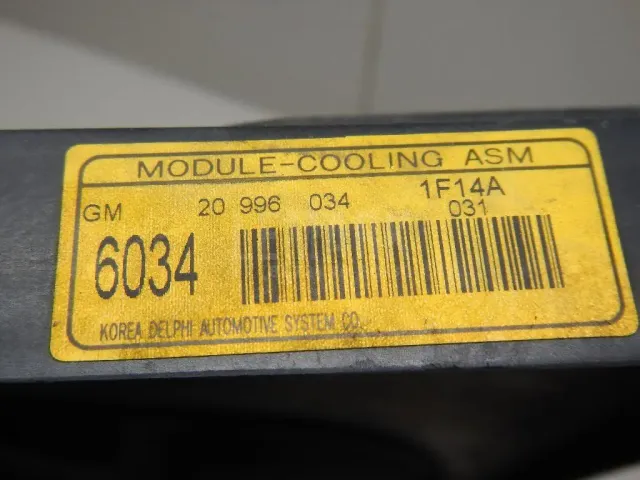 MODULE-COOLING ASM
GM 20 996 034 1F14A
031
6034
KOREA DELPHI AUTOMOTIVE SYSTEM CO.